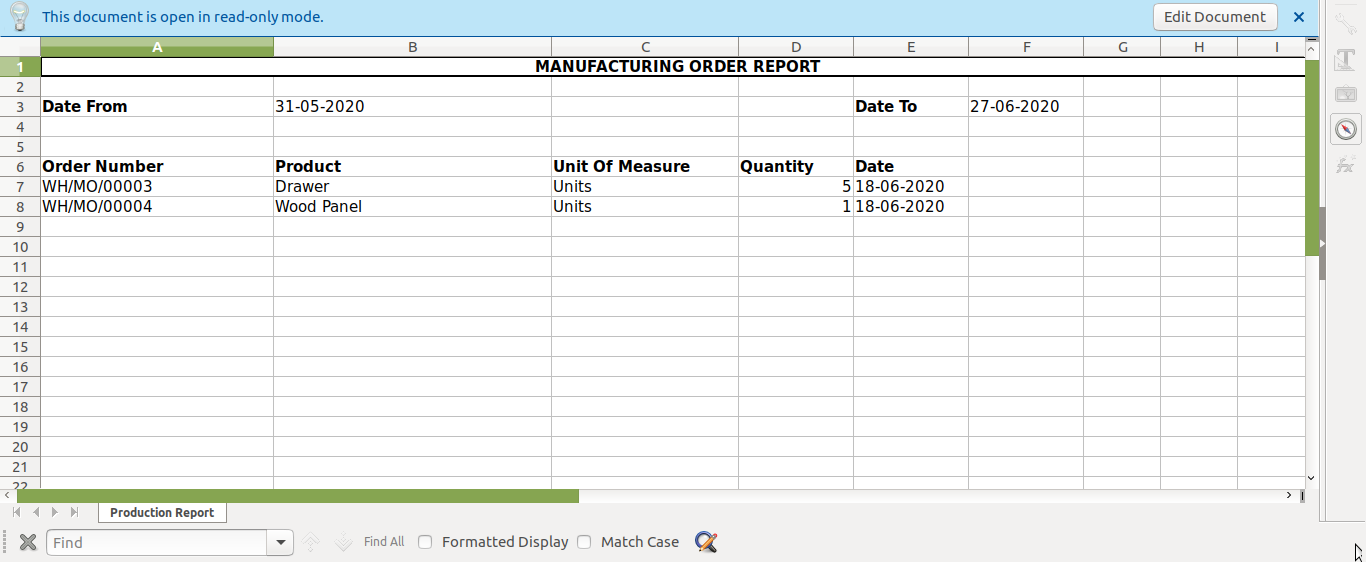 This document is open in read-only mode. Edit Document
A B C D E F G H I
1 MANUFACTURING ORDER REPORT
2
3 Date From 31-05-2020 Date To 27-06-2020
4
5
6 Order Number Product Unit Of Measure Quantity Date
7 WH/MO/00003 Drawer Units 5 18-06-2020
8 WH/MO/00004 Wood Panel Units 1 18-06-2020
9
10
11
12
13
14
15
16
17
18
19
20
21
22
Production Report
Find Find All Formatted Display Match Case